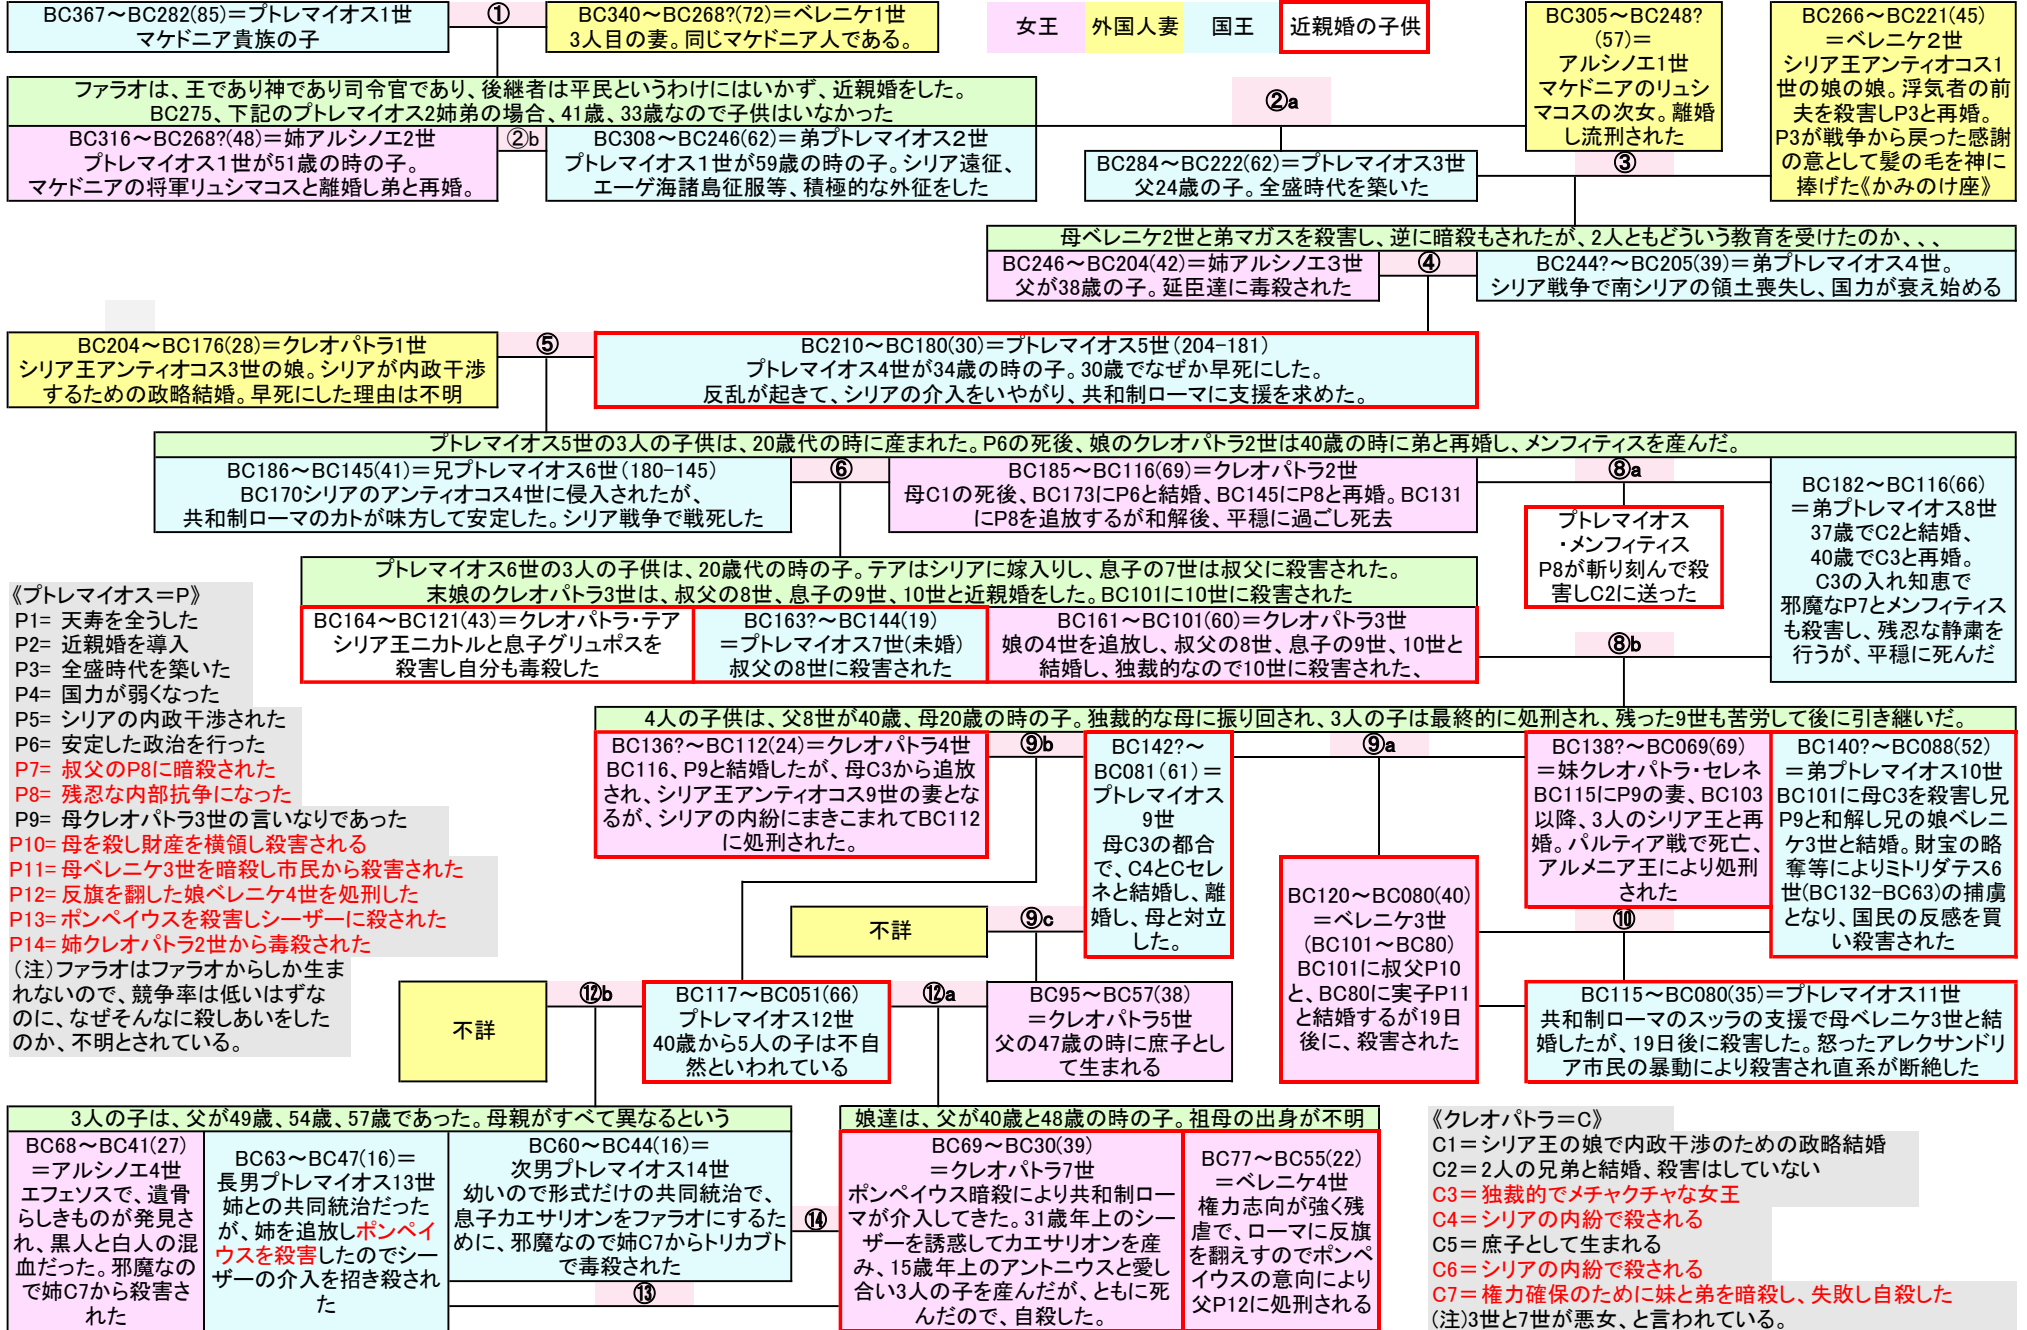 BC367～BC282(85)＝プトレマイオス1世
マケドニア貴族の子
①
BC340～BC268?(72)＝ベレニケ1世
3人目の妻。同じマケドニア人である。
女王
外国人妻
国王
近親婚の子供
BC305～BC248?
(57)＝
アルシノエ1世
マケドニアのリュシ
マコスの次女。離婚
し流刑された
BC266～BC221(45)
＝ベレニケ2世
シリア王アンティオコス1
世の娘の娘。浮気者の前
夫を殺害しP3と再婚。
P3が戦争から戻った感謝
の意として髪の毛を神に
捧げた《かみのけ座》
ファラオは、王であり神であり司令官であり、後継者は平民というわけにはいかず、近親婚をした。
BC275、下記のプトレマイオス2姉弟の場合、41歳、33歳なので子供はいなかった
②a
BC316～BC268?(48)＝姉アルシノエ2世
プトレマイオス1世が51歳の時の子。
マケドニアの将軍リュシマコスと離婚し弟と再婚。
②b
BC308～BC246(62)＝弟プトレマイオス2世
プトレマイオス1世が59歳の時の子。シリア遠征、
エーゲ海諸島征服等、積極的な外征をした
BC284～BC222(62)＝プトレマイオス3世
父24歳の子。全盛時代を築いた
③
母ベレニケ2世と弟マガスを殺害し、逆に暗殺もされたが、2人ともどういう教育を受けたのか、、、
BC246～BC204(42)＝姉アルシノエ3世
父が38歳の子。延臣達に毒殺された
④
BC244?～BC205(39)＝弟プトレマイオス4世。
シリア戦争で南シリアの領土喪失し、国力が衰え始める
BC204～BC176(28)＝クレオパトラ1世
シリア王アンティオコス3世の娘。シリアが内政干渉
するための政略結婚。早死にした理由は不明
⑤
BC210～BC180(30)＝プトレマイオス5世(204-181)
プトレマイオス4世が34歳の時の子。30歳でなぜか早死にした。
反乱が起きて、シリアの介入をいやがり、共和制ローマに支援を求めた。
プトレマイオス5世の3人の子供は、20歳代の時に産まれた。P6の死後、娘のクレオパトラ2世は40歳の時に弟と再婚し、メンフィティスを産んだ。
BC186～BC145(41)＝兄プトレマイオス6世(180-145)
BC170シリアのアンティオコス4世に侵入されたが、
共和制ローマのカトが味方して安定した。シリア戦争で戦死した
⑥
BC185～BC116(69)＝クレオパトラ2世
母C1の死後、BC173にP6と結婚、BC145にP8と再婚。BC131
にP8を追放するが和解後、平穏に過ごし死去
⑧a
プトレマイオス
・メンフィティス
P8が斬り刻んで殺
害しC2に送った
BC182～BC116(66)
＝弟プトレマイオス8世
37歳でC2と結婚、
40歳でC3と再婚。
C3の入れ知恵で
邪魔なP7とメンフィティス
も殺害し、残忍な静粛を
行うが、平穏に死んだ
プトレマイオス6世の3人の子供は、20歳代の時の子。テアはシリアに嫁入りし、息子の7世は叔父に殺害された。
末娘のクレオパトラ3世は、叔父の8世、息子の9世、10世と近親婚をした。BC101に10世に殺害された
BC164～BC121(43)＝クレオパトラ・テア
シリア王ニカトルと息子グリュポスを
殺害し自分も毒殺した
BC163?～BC144(19)
＝プトレマイオス7世(未婚)
叔父の8世に殺害された
BC161～BC101(60)＝クレオパトラ3世
娘の4世を追放し、叔父の8世、息子の9世、10世と
結婚し、独裁的なので10世に殺害された、
⑧b
《プトレマイオス＝P》
P1= 天寿を全うした
P2= 近親婚を導入
P3= 全盛時代を築いた
P4= 国力が弱くなった
P5= シリアの内政干渉された
P6= 安定した政治を行った
P7= 叔父のP8に暗殺された
P8= 残忍な内部抗争になった
P9= 母クレオパトラ3世の言いなりであった
P10= 母を殺し財産を横領し殺害される
P11= 母ベレニケ3世を暗殺し市民から殺害された
P12= 反旗を翻した娘ベレニケ4世を処刑した
P13= ポンペイウスを殺害しシーザーに殺された
P14= 姉クレオパトラ2世から毒殺された
(注)ファラオはファラオからしか生ま
れないので、競争率は低いはずな
のに、なぜそんなに殺しあいをした
のか、不明とされている。
4人の子供は、父8世が40歳、母20歳の時の子。独裁的な母に振り回され、3人の子は最終的に処刑され、残った9世も苦労して後に引き継いだ。
BC136?～BC112(24)＝クレオパトラ4世
BC116、P9と結婚したが、母C3から追放
され、シリア王アンティオコス9世の妻とな
るが、シリアの内紛にまきこまれてBC112
に処刑された。
⑨b
BC142?～
BC081(61)＝
プトレマイオス
9世
母C3の都合
で、C4とCセレ
ネと結婚し、離
婚し、母と対立
した。
⑨a
BC138?～BC069(69)
＝妹クレオパトラ・セレネ
BC115にP9の妻、BC103
以降、3人のシリア王と再
婚。パルティア戦で死亡、
アルメニア王により処刑
された
BC140?～BC088(52)
＝弟プトレマイオス10世
BC101に母C3を殺害し兄
P9と和解し兄の娘ベレニ
ケ3世と結婚。財宝の略
奪等によりミトリダテス6
世(BC132-BC63)の捕虜
となり、国民の反感を買
い殺害された
不詳
⑨c
BC120～BC080(40)
＝ベレニケ3世
(BC101～BC80)
BC101に叔父P10
と、BC80に実子P11
と結婚するが19日
後に、殺害された
⑩
不詳
⑫b
BC117～BC051(66)
プトレマイオス12世
40歳から5人の子は不自
然といわれている
⑫a
BC95～BC57(38)
＝クレオパトラ5世
父の47歳の時に庶子とし
て生まれる
BC115～BC080(35)＝プトレマイオス11世
共和制ローマのスッラの支援で母ベレニケ3世と結
婚したが、19日後に殺害した。怒ったアレクサンドリ
ア市民の暴動により殺害され直系が断絶した
3人の子は、父が49歳、54歳、57歳であった。母親がすべて異なるという
BC68～BC41(27)
＝アルシノエ4世
エフェソスで、遺骨
らしきものが発見さ
れ、黒人と白人の混
血だった。邪魔なの
で姉C7から殺害さ
れた
BC63～BC47(16)＝
長男プトレマイオス13世
姉との共同統治だった
が、姉を追放しポンペイ
ウスを殺害したのでシー
ザーの介入を招き殺され
た
BC60～BC44(16)＝
次男プトレマイオス14世
幼いので形式だけの共同統治で、
息子カエサリオンをファラオにするた
めに、邪魔なので姉C7からトリカブト
で毒殺された
⑬
⑭
娘達は、父が40歳と48歳の時の子。祖母の出身が不明
BC69～BC30(39)
＝クレオパトラ7世
ポンペイウス暗殺により共和制ロー
マが介入してきた。31歳年上のシー
ザーを誘惑してカエサリオンを産
み、15歳年上のアントニウスと愛し
合い3人の子を産んだが、ともに死
んだので、自殺した。
BC77～BC55(22)
＝ベレニケ4世
権力志向が強く残
虐で、ローマに反旗
を翻えすのでポンペ
イウスの意向により
父P12に処刑される
《クレオパトラ＝C》
C1＝シリア王の娘で内政干渉のための政略結婚
C2＝2人の兄弟と結婚、殺害はしていない
C3＝独裁的でメチャクチャな女王
C4＝シリアの内紛で殺される
C5＝庶子として生まれる
C6＝シリアの内紛で殺される
C7＝権力確保のために妹と弟を暗殺し、失敗し自殺した
(注)3世と7世が悪女、と言われている。